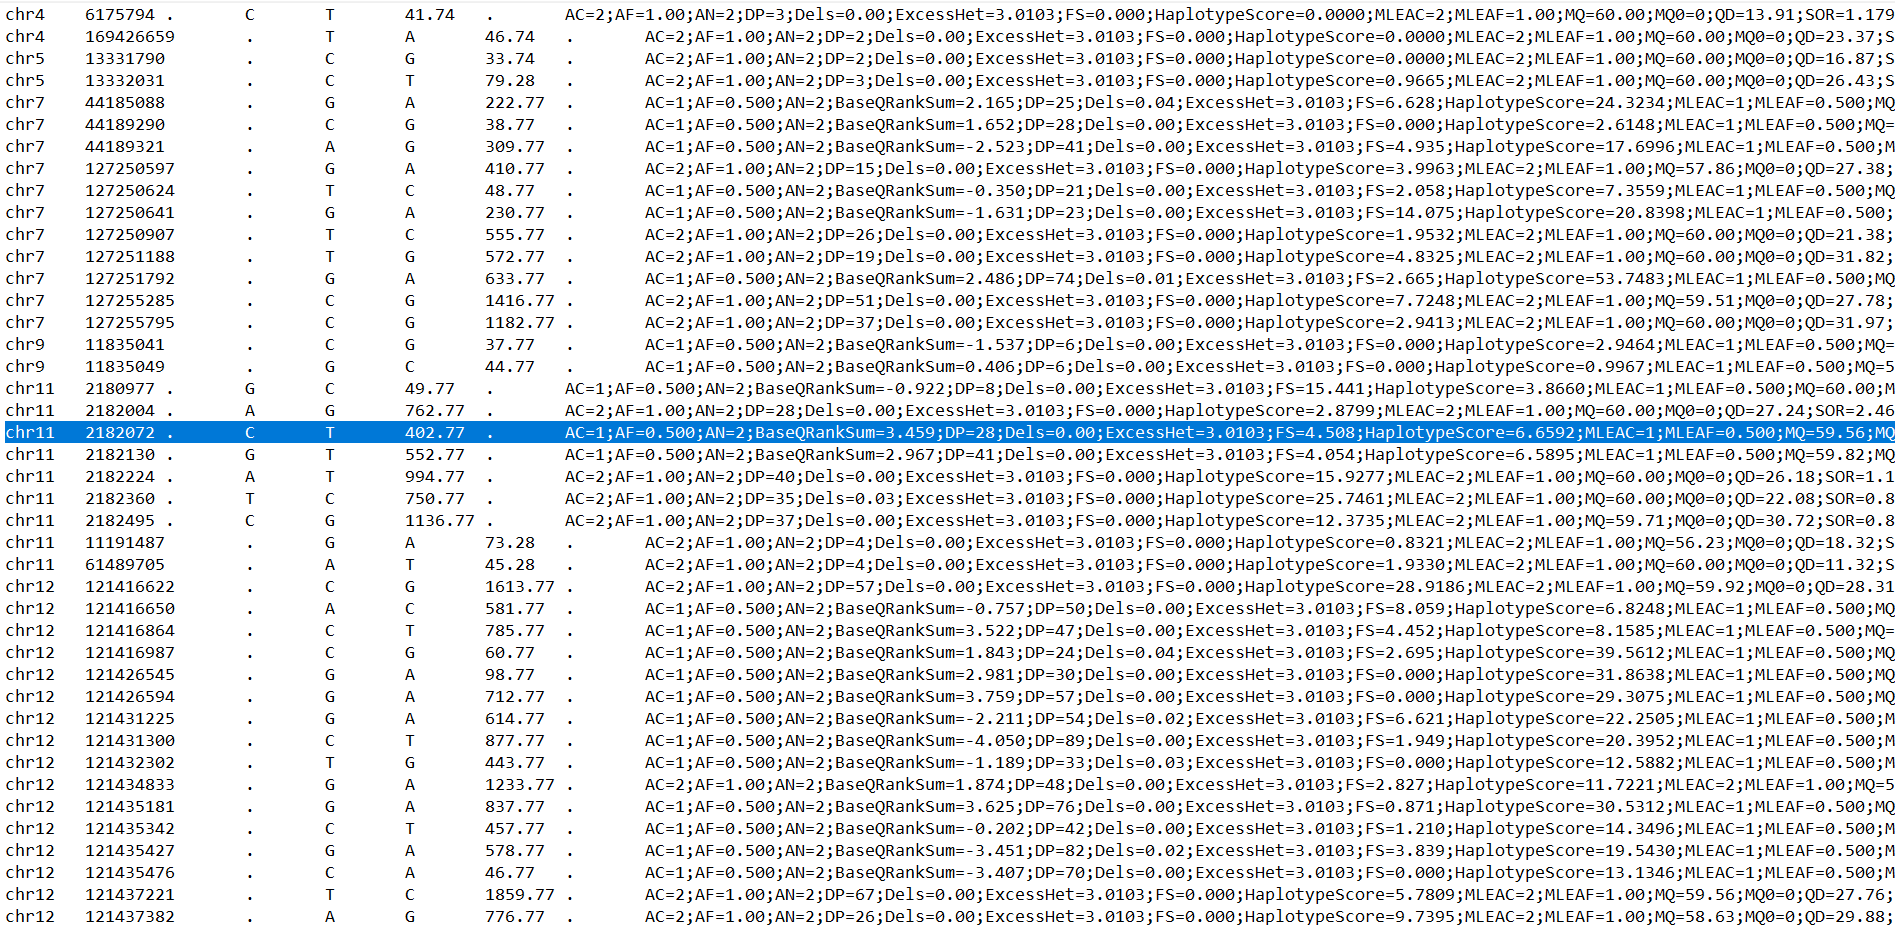 chr4 6175794 . C T 41.74 . AC=2;AF=1.00;AN=2;DP=3;Dels=0.00;ExcessHet=3.0103;FS=0.000;HaplotypeScore=0.0000;MLEAC=2;MLEAF=1.00;MQ=60.00;MQ0=0;QD=13.91;SOR=1.179
chr4 169426659 . T A 46.74 . AC=2;AF=1.00;AN=2;DP=2;Dels=0.00;ExcessHet=3.0103;FS=0.000;HaplotypeScore=0.0000;MLEAC=2;MLEAF=1.00;MQ=60.00;MQ0=0;QD=23.37;S
chr5 13331790 . C G 33.74 . AC=2;AF=1.00;AN=2;DP=2;Dels=0.00;ExcessHet=3.0103;FS=0.000;HaplotypeScore=0.0000;MLEAC=2;MLEAF=1.00;MQ=60.00;MQ0=0;QD=16.87;S
chr5 13332031 . C T 79.28 . AC=2;AF=1.00;AN=2;DP=3;Dels=0.00;ExcessHet=3.0103;FS=0.000;HaplotypeScore=0.9665;MLEAC=2;MLEAF=1.00;MQ=60.00;MQ0=0;QD=26.43;S
chr7 44185088 . G A 222.77 . AC=1;AF=0.500;AN=2;BaseQRankSum=2.165;DP=25;Dels=0.04;ExcessHet=3.0103;FS=6.628;HaplotypeScore=24.3234;MLEAC=1;MLEAF=0.500;MQ
chr7 44189290 . C G 38.77 . AC=1;AF=0.500;AN=2;BaseQRankSum=1.652;DP=28;Dels=0.00;ExcessHet=3.0103;FS=0.000;HaplotypeScore=2.6148;MLEAC=1;MLEAF=0.500;MQ=
chr7 44189321 . A G 309.77 . AC=1;AF=0.500;AN=2;BaseQRankSum=-2.523;DP=41;Dels=0.00;ExcessHet=3.0103;FS=4.935;HaplotypeScore=17.6996;MLEAC=1;MLEAF=0.500;M
chr7 127250597 . G A 410.77 . AC=2;AF=1.00;AN=2;DP=15;Dels=0.00;ExcessHet=3.0103;FS=0.000;HaplotypeScore=3.9963;MLEAC=2;MLEAF=1.00;MQ=57.86;MQ0=0;QD=27.38;
chr7 127250624 . T C 48.77 . AC=1;AF=0.500;AN=2;BaseQRankSum=-0.350;DP=21;Dels=0.00;ExcessHet=3.0103;FS=2.058;HaplotypeScore=7.3559;MLEAC=1;MLEAF=0.500;MQ
chr7 127250641 . G A 230.77 . AC=1;AF=0.500;AN=2;BaseQRankSum=-1.631;DP=23;Dels=0.00;ExcessHet=3.0103;FS=14.075;HaplotypeScore=20.8398;MLEAC=1;MLEAF=0.500;
chr7 127250907 . T C 555.77 . AC=2;AF=1.00;AN=2;DP=26;Dels=0.00;ExcessHet=3.0103;FS=0.000;HaplotypeScore=1.9532;MLEAC=2;MLEAF=1.00;MQ=60.00;MQ0=0;QD=21.38;
chr7 127251188 . T G 572.77 . AC=2;AF=1.00;AN=2;DP=19;Dels=0.00;ExcessHet=3.0103;FS=0.000;HaplotypeScore=4.8325;MLEAC=2;MLEAF=1.00;MQ=60.00;MQ0=0;QD=31.82;
chr7 127251792 . G A 633.77 . AC=1;AF=0.500;AN=2;BaseQRankSum=2.486;DP=74;Dels=0.01;ExcessHet=3.0103;FS=2.665;HaplotypeScore=53.7483;MLEAC=1;MLEAF=0.500;MQ
chr7 127255285 . C G 1416.77 . AC=2;AF=1.00;AN=2;DP=51;Dels=0.00;ExcessHet=3.0103;FS=0.000;HaplotypeScore=7.7248;MLEAC=2;MLEAF=1.00;MQ=59.51;MQ0=0;QD=27.78;
chr7 127255795 . C G 1182.77 . AC=2;AF=1.00;AN=2;DP=37;Dels=0.00;ExcessHet=3.0103;FS=0.000;HaplotypeScore=2.9413;MLEAC=2;MLEAF=1.00;MQ=60.00;MQ0=0;QD=31.97;
chr9 11835041 . C G 37.77 . AC=1;AF=0.500;AN=2;BaseQRankSum=-1.537;DP=6;Dels=0.00;ExcessHet=3.0103;FS=0.000;HaplotypeScore=2.9464;MLEAC=1;MLEAF=0.500;MQ=
chr9 11835049 . G C 44.77 . AC=1;AF=0.500;AN=2;BaseQRankSum=0.406;DP=6;Dels=0.00;ExcessHet=3.0103;FS=0.000;HaplotypeScore=0.9967;MLEAC=1;MLEAF=0.500;MQ=5
chr11 2180977 . G C 49.77 . AC=1;AF=0.500;AN=2;BaseQRankSum=-0.922;DP=8;Dels=0.00;ExcessHet=3.0103;FS=15.441;HaplotypeScore=3.8660;MLEAC=1;MLEAF=0.500;MQ=60.00;M
chr11 2182004 . A G 762.77 . AC=2;AF=1.00;AN=2;DP=28;Dels=0.00;ExcessHet=3.0103;FS=0.000;HaplotypeScore=2.8799;MLEAC=2;MLEAF=1.00;MQ=60.00;MQ0=0;QD=27.24;SOR=2.46
chr11 2182072 . C T 402.77 . AC=1;AF=0.500;AN=2;BaseQRankSum=3.459;DP=28;Dels=0.00;ExcessHet=3.0103;FS=4.508;HaplotypeScore=6.6592;MLEAC=1;MLEAF=0.500;MQ=59.56;MQ
chr11 2182130 . G T 552.77 . AC=1;AF=0.500;AN=2;BaseQRankSum=2.967;DP=41;Dels=0.00;ExcessHet=3.0103;FS=4.054;HaplotypeScore=6.5895;MLEAC=1;MLEAF=0.500;MQ=59.82;MQ
chr11 2182224 . A T 994.77 . AC=2;AF=1.00;AN=2;DP=40;Dels=0.00;ExcessHet=3.0103;FS=0.000;HaplotypeScore=15.9277;MLEAC=2;MLEAF=1.00;MQ=60.00;MQ0=0;QD=26.18;SOR=1.1
chr11 2182360 . T C 750.77 . AC=2;AF=1.00;AN=2;DP=35;Dels=0.03;ExcessHet=3.0103;FS=0.000;HaplotypeScore=25.7461;MLEAC=2;MLEAF=1.00;MQ=60.00;MQ0=0;QD=22.08;SOR=0.8
chr11 2182495 . C G 1136.77 . AC=2;AF=1.00;AN=2;DP=37;Dels=0.00;ExcessHet=3.0103;FS=0.000;HaplotypeScore=12.3735;MLEAC=2;MLEAF=1.00;MQ=59.71;MQ0=0;QD=30.72;SOR=0.8
chr11 11191487 . G A 73.28 . AC=2;AF=1.00;AN=2;DP=4;Dels=0.00;ExcessHet=3.0103;FS=0.000;HaplotypeScore=0.8321;MLEAC=2;MLEAF=1.00;MQ=56.23;MQ0=0;QD=18.32;S
chr11 61489705 . A T 45.28 . AC=2;AF=1.00;AN=2;DP=4;Dels=0.00;ExcessHet=3.0103;FS=0.000;HaplotypeScore=1.9330;MLEAC=2;MLEAF=1.00;MQ=60.00;MQ0=0;QD=11.32;S
chr12 121416622 . C G 1613.77 . AC=2;AF=1.00;AN=2;DP=57;Dels=0.00;ExcessHet=3.0103;FS=0.000;HaplotypeScore=28.9186;MLEAC=2;MLEAF=1.00;MQ=59.92;MQ0=0;QD=28.31
chr12 121416650 . A C 581.77 . AC=1;AF=0.500;AN=2;BaseQRankSum=-0.757;DP=50;Dels=0.00;ExcessHet=3.0103;FS=8.059;HaplotypeScore=6.8248;MLEAC=1;MLEAF=0.500;MQ
chr12 121416864 . C T 785.77 . AC=1;AF=0.500;AN=2;BaseQRankSum=3.522;DP=47;Dels=0.00;ExcessHet=3.0103;FS=4.452;HaplotypeScore=8.1585;MLEAC=1;MLEAF=0.500;MQ=
chr12 121416987 . C G 60.77 . AC=1;AF=0.500;AN=2;BaseQRankSum=1.843;DP=24;Dels=0.04;ExcessHet=3.0103;FS=2.695;HaplotypeScore=39.5612;MLEAC=1;MLEAF=0.500;MQ
chr12 121426545 . G A 98.77 . AC=1;AF=0.500;AN=2;BaseQRankSum=2.981;DP=30;Dels=0.00;ExcessHet=3.0103;FS=0.000;HaplotypeScore=31.8638;MLEAC=1;MLEAF=0.500;MQ
chr12 121426594 . G A 712.77 . AC=1;AF=0.500;AN=2;BaseQRankSum=3.759;DP=57;Dels=0.00;ExcessHet=3.0103;FS=0.000;HaplotypeScore=29.3075;MLEAC=1;MLEAF=0.500;MQ
chr12 121431225 . G A 614.77 . AC=1;AF=0.500;AN=2;BaseQRankSum=-2.211;DP=54;Dels=0.02;ExcessHet=3.0103;FS=6.621;HaplotypeScore=22.2505;MLEAC=1;MLEAF=0.500;M
chr12 121431300 . C T 877.77 . AC=1;AF=0.500;AN=2;BaseQRankSum=-4.050;DP=89;Dels=0.00;ExcessHet=3.0103;FS=1.949;HaplotypeScore=20.3952;MLEAC=1;MLEAF=0.500;M
chr12 121432302 . T G 443.77 . AC=1;AF=0.500;AN=2;BaseQRankSum=-1.189;DP=33;Dels=0.03;ExcessHet=3.0103;FS=0.000;HaplotypeScore=12.5882;MLEAC=1;MLEAF=0.500;M
chr12 121434833 . G A 1233.77 . AC=2;AF=1.00;AN=2;BaseQRankSum=1.874;DP=48;Dels=0.00;ExcessHet=3.0103;FS=2.827;HaplotypeScore=11.7221;MLEAC=2;MLEAF=1.00;MQ=5
chr12 121435181 . G A 837.77 . AC=1;AF=0.500;AN=2;BaseQRankSum=3.625;DP=76;Dels=0.00;ExcessHet=3.0103;FS=0.871;HaplotypeScore=30.5312;MLEAC=1;MLEAF=0.500;MQ
chr12 121435342 . C T 457.77 . AC=1;AF=0.500;AN=2;BaseQRankSum=-0.202;DP=42;Dels=0.00;ExcessHet=3.0103;FS=1.210;HaplotypeScore=14.3496;MLEAC=1;MLEAF=0.500;M
chr12 121435427 . G A 578.77 . AC=1;AF=0.500;AN=2;BaseQRankSum=-3.451;DP=82;Dels=0.02;ExcessHet=3.0103;FS=3.839;HaplotypeScore=19.5430;MLEAC=1;MLEAF=0.500;M
chr12 121435476 . C A 46.77 . AC=1;AF=0.500;AN=2;BaseQRankSum=-3.407;DP=70;Dels=0.00;ExcessHet=3.0103;FS=0.000;HaplotypeScore=13.1346;MLEAC=1;MLEAF=0.500;M
chr12 121437221 . T C 1859.77 . AC=2;AF=1.00;AN=2;DP=67;Dels=0.00;ExcessHet=3.0103;FS=0.000;HaplotypeScore=5.7809;MLEAC=2;MLEAF=1.00;MQ=59.56;MQ0=0;QD=27.76;
chr12 121437382 . A G 776.77 . AC=2;AF=1.00;AN=2;DP=26;Dels=0.00;ExcessHet=3.0103;FS=0.000;HaplotypeScore=9.7395;MLEAC=2;MLEAF=1.00;MQ=58.63;MQ0=0;QD=29.88;